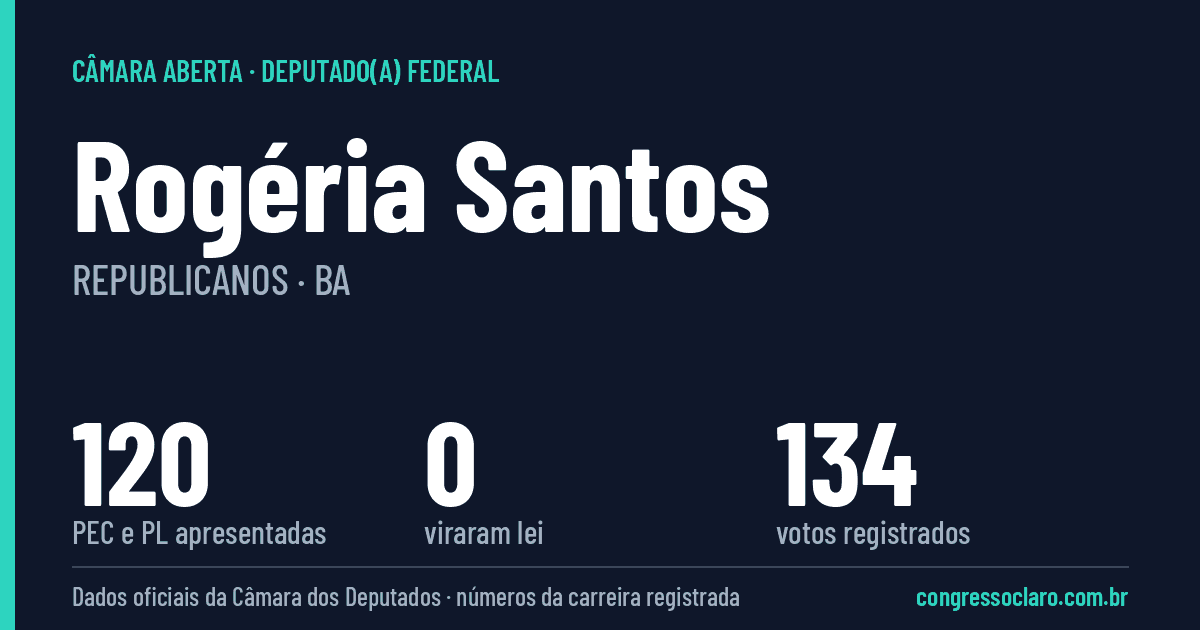 CÂMARA ABERTA · DEPUTADO(A) FEDERAL
Rogéria Santos
REPUBLICANOS · BA
120
PEC e PL apresentadas
0
viraram lei
134
votos registrados
Dados oficiais da Câmara dos Deputados · números da carreira registrada
congressoclaro.com.br